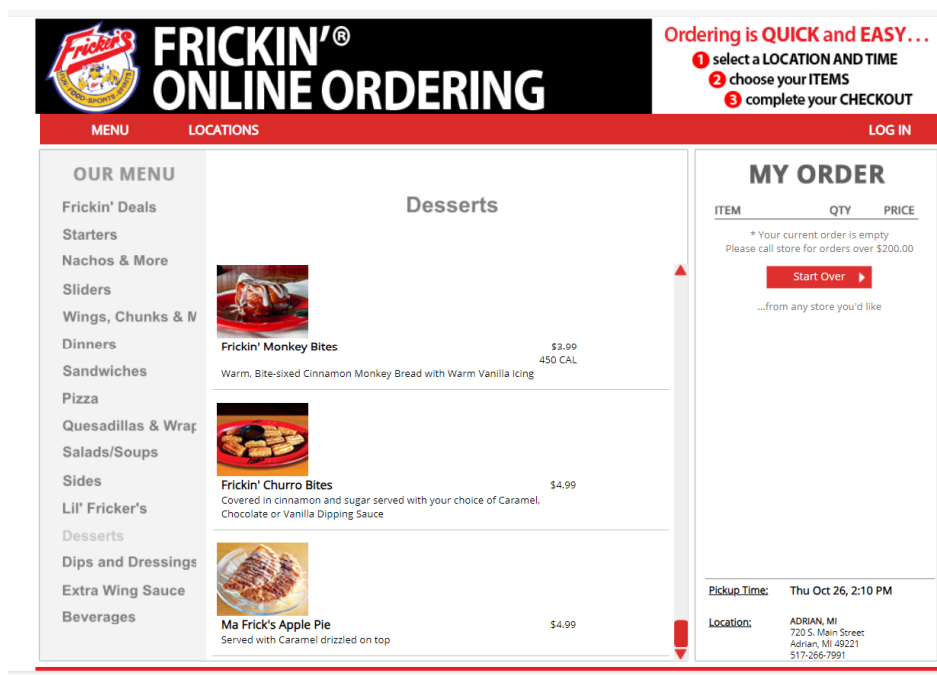 Fricker's
FUN·FOOD·SPORTS·SPIRITS
FRICKIN'®
ONLINE ORDERING
Ordering is QUICK and EASY...
1 select a LOCATION AND TIME
2 choose your ITEMS
3 complete your CHECKOUT
MENU LOCATIONS LOG IN
OUR MENU
Frickin' Deals
Starters
Nachos & More
Sliders
Wings, Chunks & M
Dinners
Sandwiches
Pizza
Quesadillas & Wrap
Salads/Soups
Sides
Lil' Fricker's
Desserts
Dips and Dressings
Extra Wing Sauce
Beverages
Desserts
Frickin' Monkey Bites $3.99
450 CAL
Warm, Bite-sixed Cinnamon Monkey Bread with Warm Vanilla Icing
Frickin' Churro Bites $4.99
Covered in cinnamon and sugar served with your choice of Caramel,
Chocolate or Vanilla Dipping Sauce
Ma Frick's Apple Pie $4.99
Served with Caramel drizzled on top
MY ORDER
ITEM QTY PRICE
* Your current order is empty
Please call store for orders over $200.00
Start Over
...from any store you'd like
Pickup Time: Thu Oct 26, 2:10 PM
Location: ADRIAN, MI
720 S. Main Street
Adrian, MI 49221
517-266-7991